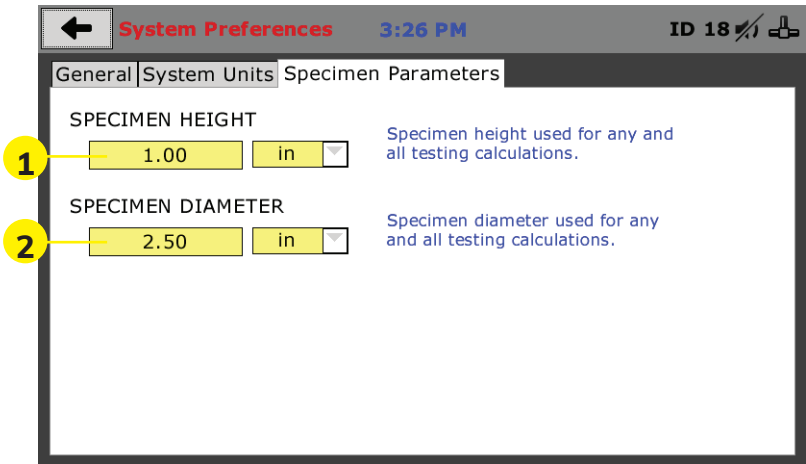 System Preferences 3:26 PM ID 18
General System Units Specimen Parameters
SPECIMEN HEIGHT
1 1.00 in
Specimen height used for any and
all testing calculations.
SPECIMEN DIAMETER
2 2.50 in
Specimen diameter used for any
and all testing calculations.